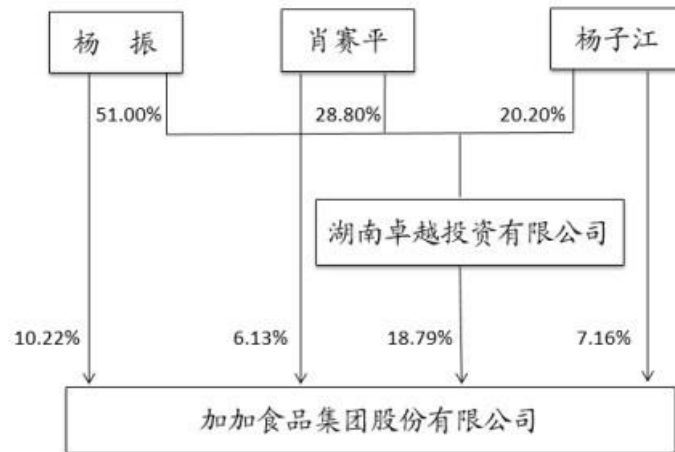 杨 振
肖赛平
杨子江
51.00%
28.80%
20.20%
湖南卓越投资有限公司
10.22%
6.13%
18.79%
7.16%
加加食品集团股份有限公司